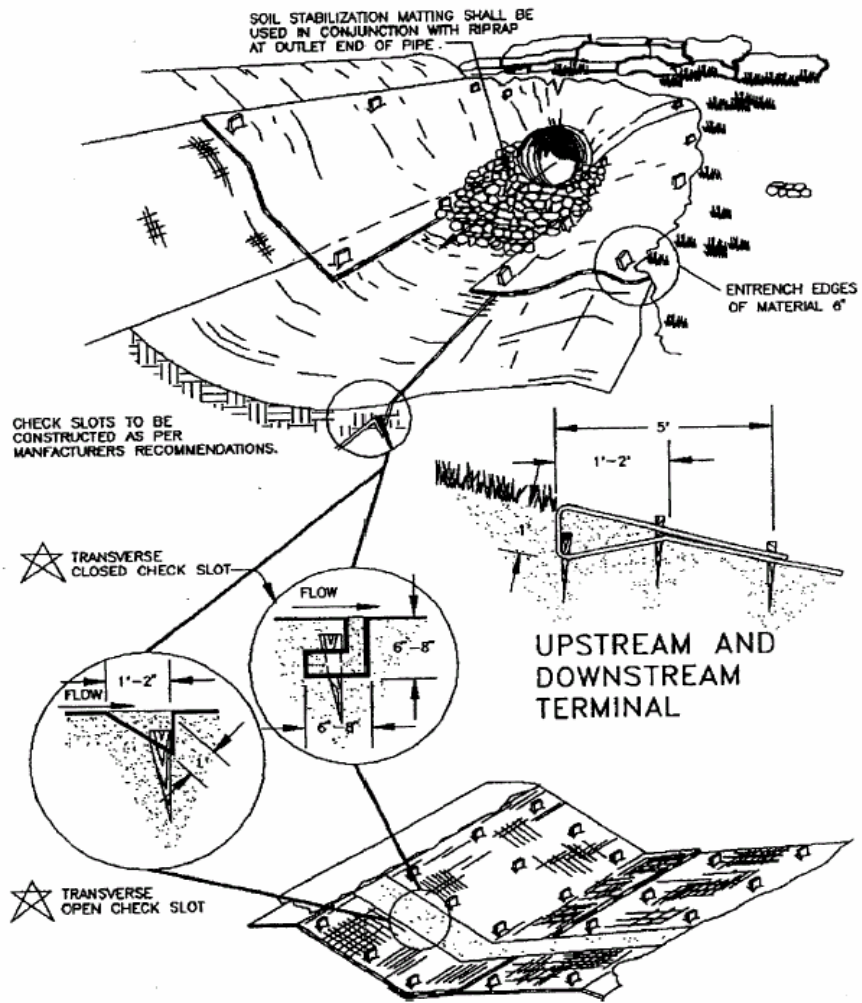 SOIL STABILIZATION MATTING SHALL BE
USED IN CONJUNCTION WITH RIPRAP
AT OUTLET END OF PIPE.
ENTRENCH EDGES
OF MATERIAL 6"
CHECK SLOTS TO BE
CONSTRUCTED AS PER
MANFACTURERS RECOMMENDATIONS.
5'
1'-2"
1'
TRANSVERSE
CLOSED CHECK SLOT
FLOW
6"-8"
6"-8"
UPSTREAM AND
DOWNSTREAM
TERMINAL
1'-2"
FLOW
1'
TRANSVERSE
OPEN CHECK SLOT